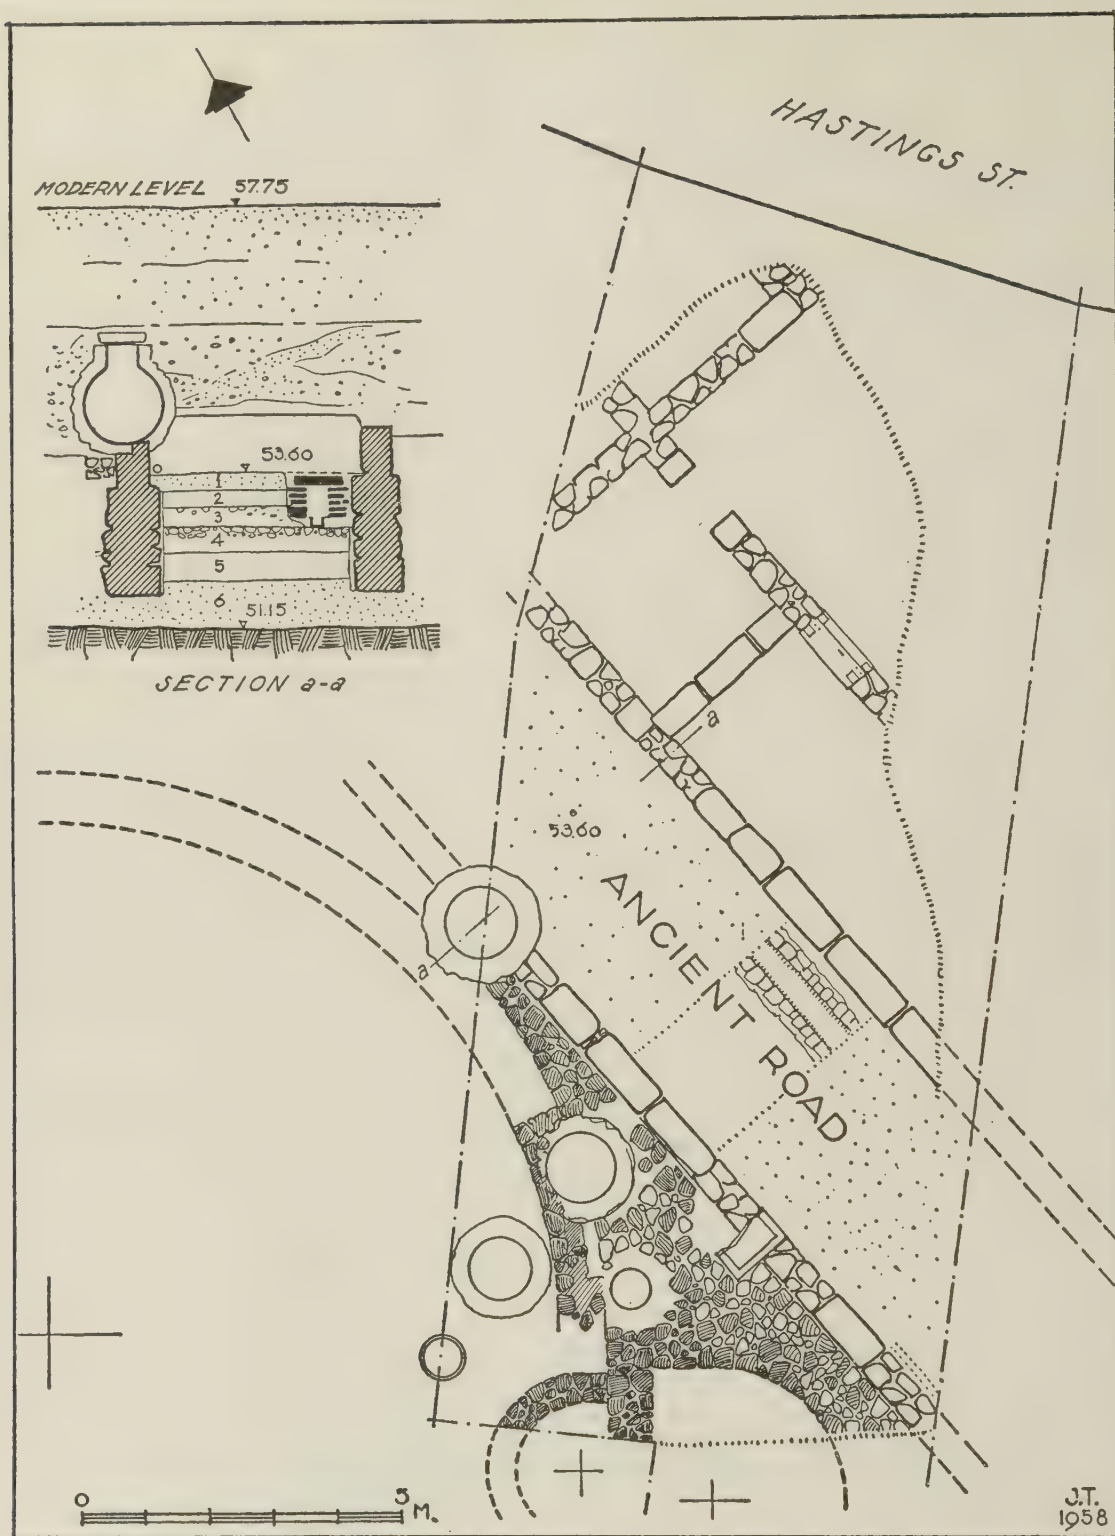 HASTINGS ST.
MODERN LEVEL 57.75
53.60
1
2
3
4
5
6
51.15
SECTION a-a
a
53.60
ANCIENT ROAD
a
0 5 M.
J.T.
1958